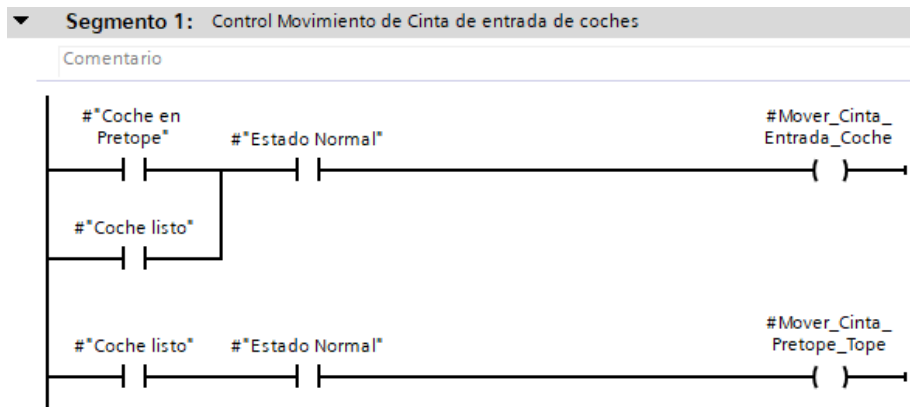 Segmento 1: Control Movimiento de Cinta de entrada de coches
Comentario
#"Coche en
Pretope"
#"Estado Normal"
#Mover_Cinta_
Entrada_Coche
#"Coche listo"
#"Coche listo"
#"Estado Normal"
#Mover_Cinta_
Pretope_Tope